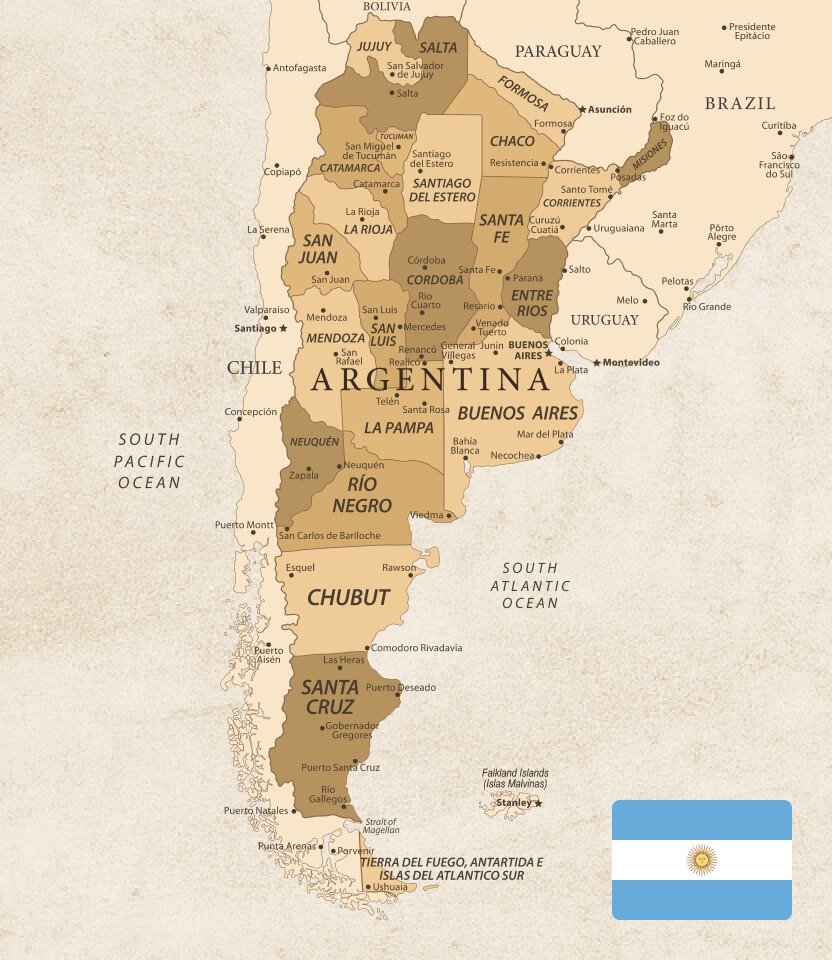 BOLIVIA
Pedro Juan
Caballero
Presidente
Epitácio
JUJUY
SALTA
PARAGUAY
Antofagasta
San Salvador
de Jujuy
Maringá
Salta
FORMOSA
BRAZIL
Asunción
Foz do
Iguacú
Formosa
Curitiba
TUCUMAN
CHACO
San Miguel
de Tucumán
Santiago
del Estero
MISIONES
São
Francisco
do Sul
Copiapó
CATAMARCA
Resistencia
Corrientes
Posadas
Catamarca
SANTIAGO
DEL ESTERO
Santo Tomé
CORRIENTES
La Rioja
LA RIOJA
SANTA
FE
Curuzú
Cuatiá
Uruguaiana
Santa
Marta
Pôrto
Alegre
La Serena
SAN
JUAN
Córdoba
CORDOBA
Santa Fe
Paraná
Salto
San Juan
Pelotas
Río
Cuarto
ENTRE
RIOS
Melo
Rio Grande
Valparaiso
Mendoza
San Luis
Resario
Santiago
MENDOZA
SAN
LUIS
Mercedes
Venado
Tuerto
URUGUAY
San
Rafael
Renancó
Realicó
General
Villegas
Junín
BUENOS
AIRES
Colonia
La Plata
Montevideo
CHILE
ARGENTINA
Telén
Santa Rosa
Concepción
LA PAMPA
BUENOS AIRES
SOUTH
PACIFIC
OCEAN
NEUQUÉN
Bahía
Blanca
Mar del Plata
Necochea
Neuquén
Zapala
RÍO
NEGRO
Viedma
Puerto Montt
San Carlos de Bariloche
Esquel
Rawson
SOUTH
ATLANTIC
OCEAN
CHUBUT
Puerto
Aisén
Comodoro Rivadavia
Las Heras
SANTA
CRUZ
Puerto Deseado
Gobernador
Gregores
Puerto Santa Cruz
Falkland Islands
(Islas Malvinas)
Río
Gallegos
Stanley
Puerto Natales
Strait of
Magellan
Punta Arenas
Porvenir
TIERRA DEL FUEGO, ANTARTIDA E
ISLAS DEL ATLANTICO SUR
Ushuaia